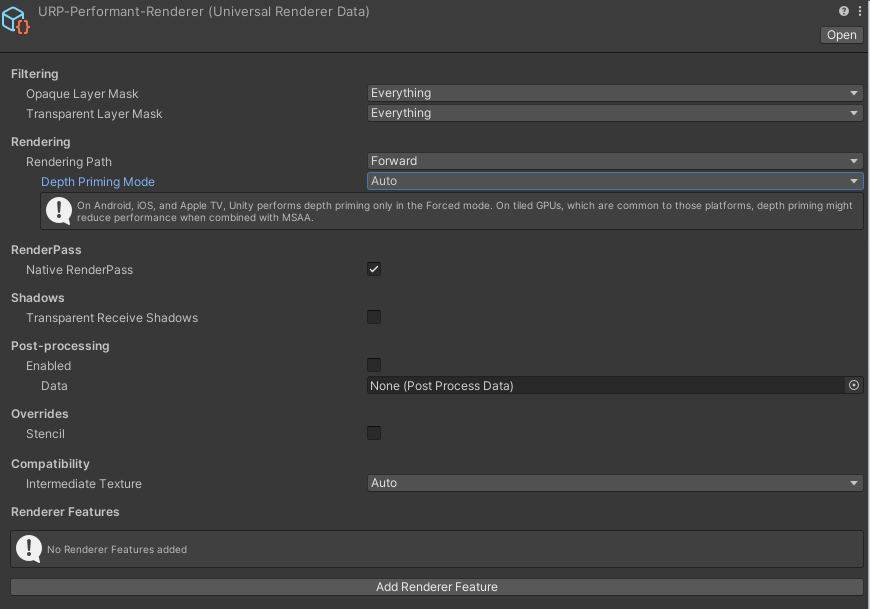 URP-Performant-Renderer (Universal Renderer Data)
Open
Filtering
Opaque Layer Mask Everything
Transparent Layer Mask Everything
Rendering
Rendering Path Forward
Depth Priming Mode Auto
On Android, iOS, and Apple TV, Unity performs depth priming only in the Forced mode. On tiled GPUs, which are common to those platforms, depth priming might
reduce performance when combined with MSAA.
RenderPass
Native RenderPass
Shadows
Transparent Receive Shadows
Post-processing
Enabled
Data None (Post Process Data)
Overrides
Stencil
Compatibility
Intermediate Texture Auto
Renderer Features
No Renderer Features added
Add Renderer Feature